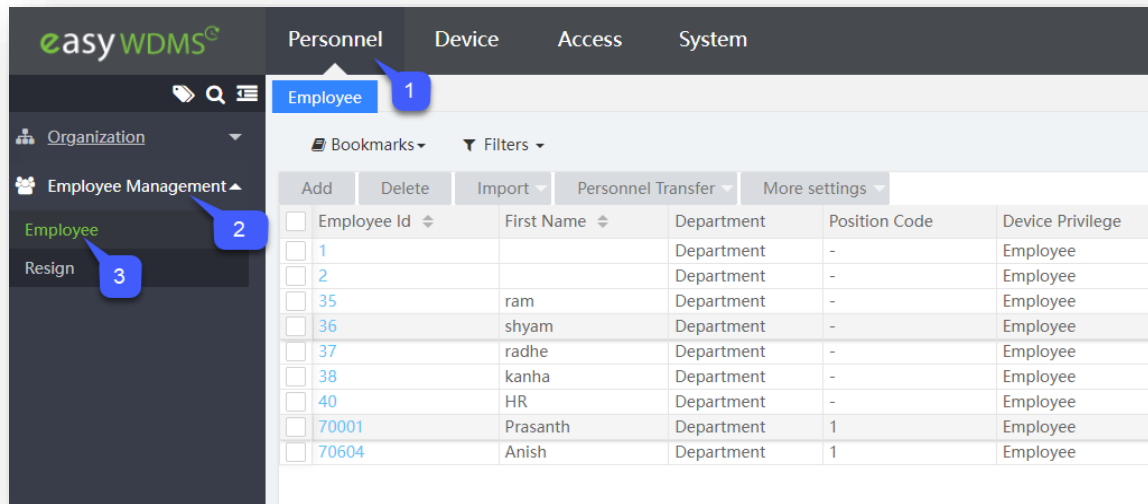 easy WDMS
Personnel Device Access System
1
Employee
Organization
Bookmarks Filters
Employee Management
Add Delete Import Personnel Transfer More settings
2
Employee Id First Name Department Position Code Device Privilege
Employee
1 Department - Employee
2 Department - Employee
Resign
3
35 ram Department - Employee
36 shyam Department - Employee
37 radhe Department - Employee
38 kanha Department - Employee
40 HR Department - Employee
70001 Prasanth Department 1 Employee
70604 Anish Department 1 Employee